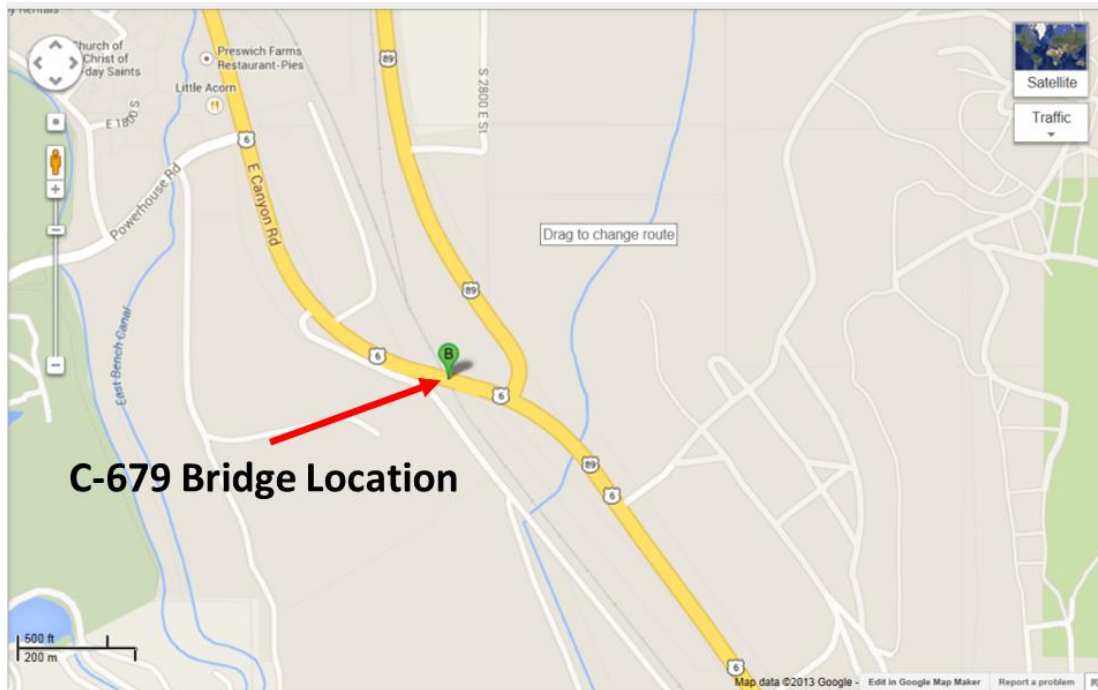 y Rentals
Church of
Christ of
-day Saints
E 1800 S
Preswich Farms
Restaurant-Pies
Little Acorn
6
89
S 2800 E St
Satellite
Traffic
Powerhouse Rd
E Canyon Rd
Drag to change route
89
East Bench Canal
6
B
6
C-679 Bridge Location
89
6
500 ft
200 m
6
Map data ©2013 Google -
Edit in Google Map Maker
Report a problem